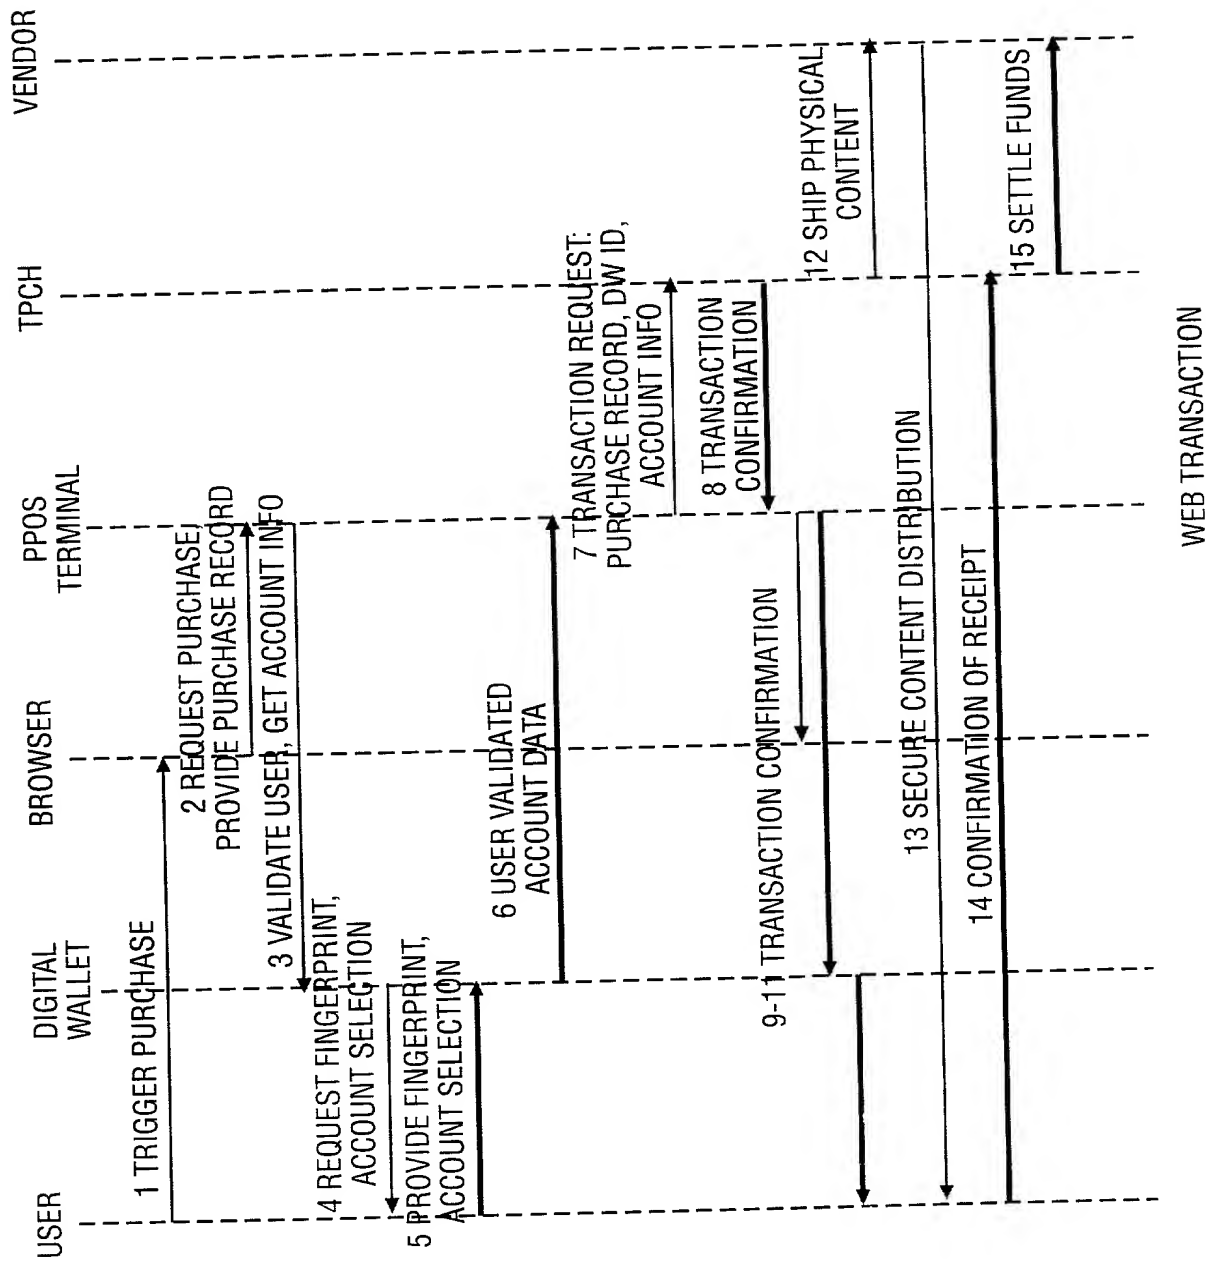 USER
DIGITAL
WALLET
BROWSER
PPOS
TERMINAL
TPCH
VENDOR
1 TRIGGER PURCHASE
2 REQUEST PURCHASE,
PROVIDE PURCHASE RECORD
3 VALIDATE USER, GET ACCOUNT INFO
4 REQUEST FINGERPRINT,
ACCOUNT SELECTION
5 PROVIDE FINGERPRINT,
ACCOUNT SELECTION
6 USER VALIDATED
ACCOUNT DATA
7 TRANSACTION REQUEST:
PURCHASE RECORD, DW ID,
ACCOUNT INFO
8 TRANSACTION
CONFIRMATION
9-11 TRANSACTION CONFIRMATION
12 SHIP PHYSICAL
CONTENT
13 SECURE CONTENT DISTRIBUTION
14 CONFIRMATION OF RECEIPT
15 SETTLE FUNDS
WEB TRANSACTION